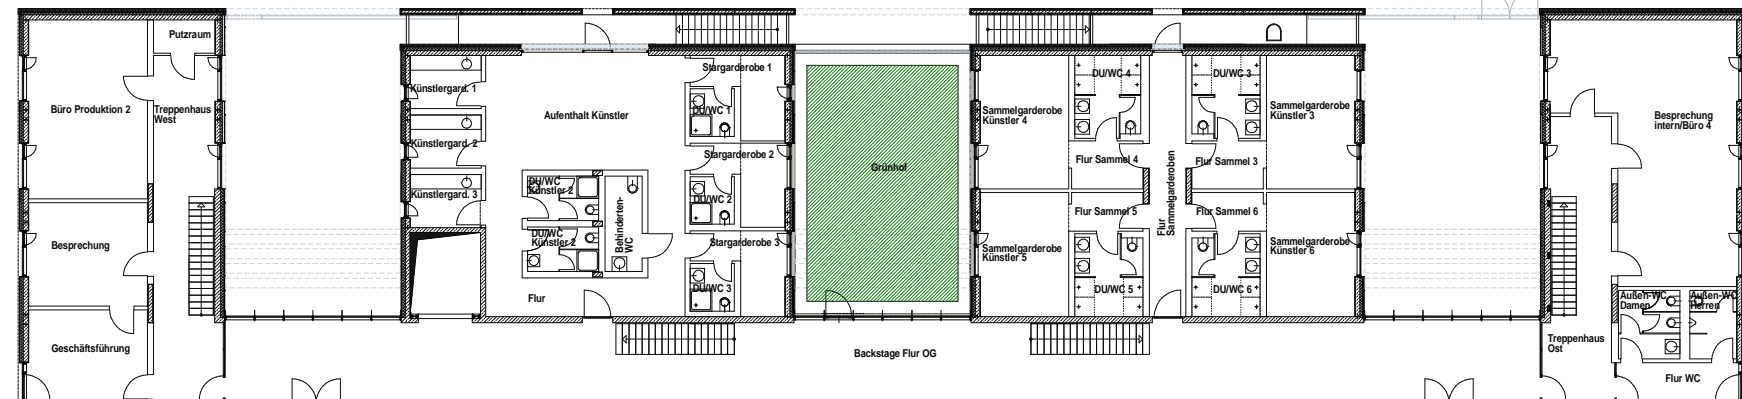 Putzraum
Büro Produktion 2
Treppenhaus
West
Besprechung
Geschäftsführung
Künstlergard. 1
Künstlergard. 2
Künstlergard. 3
Aufenthalt Künstler
DU/WC
Künstler 2
DU/WC
Künstler 2
Behinderten-
WC
Flur
Stargarderobe 1
DU/WC 1
Stargarderobe 2
DU/WC 2
Stargarderobe 3
DU/WC 3
Grünhof
Backstage Flur OG
Sammelgarderobe
Künstler 4
DU/WC 4
Flur Sammel 4
Sammelgarderobe
Künstler 5
Flur Sammel 5
DU/WC 5
Flur
Sammelgarderoben
DU/WC 3
Sammelgarderobe
Künstler 3
Flur Sammel 3
Flur Sammel 6
Sammelgarderobe
Künstler 6
DU/WC 6
Besprechung
intern/Büro 4
Außen-WC
Damen
Außen-WC
Herren
Treppenhaus
Ost
Flur WC